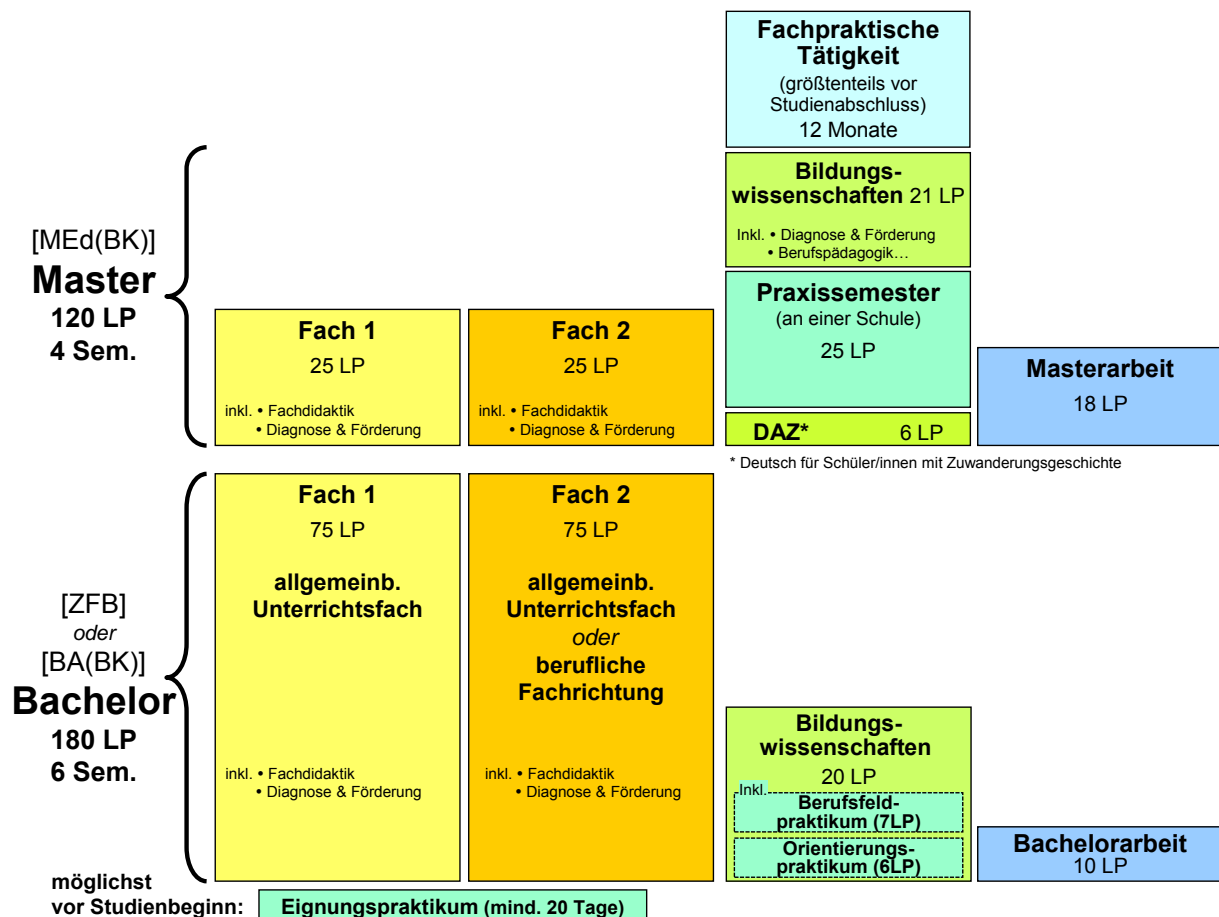 Fachpraktische
Tätigkeit
(größtenteils vor
Studienabschluss)
12 Monate
[MEd(BK)]
Master
120 LP
4 Sem.
Bildungs-
wissenschaften 21 LP
Inkl. • Diagnose & Förderung
• Berufspädagogik…
Praxissemester
(an einer Schule)
25 LP
Fach 1
25 LP
inkl. • Fachdidaktik
• Diagnose & Förderung
Fach 2
25 LP
inkl. • Fachdidaktik
• Diagnose & Förderung
DAZ* 6 LP
Masterarbeit
18 LP
* Deutsch für Schüler/innen mit Zuwanderungsgeschichte
[ZFB]
oder
[BA(BK)]
Bachelor
180 LP
6 Sem.
Fach 1
75 LP
allgemeinb.
Unterrichtsfach
inkl. • Fachdidaktik
• Diagnose & Förderung
Fach 2
75 LP
allgemeinb.
Unterrichtsfach
oder
berufliche
Fachrichtung
inkl. • Fachdidaktik
• Diagnose & Förderung
Bildungs-
wissenschaften
20 LP
Inkl.
Berufsfeld-
praktikum (7LP)
Orientierungs-
praktikum (6LP)
Bachelorarbeit
10 LP
möglichst
vor Studienbeginn: Eignungspraktikum (mind. 20 Tage)